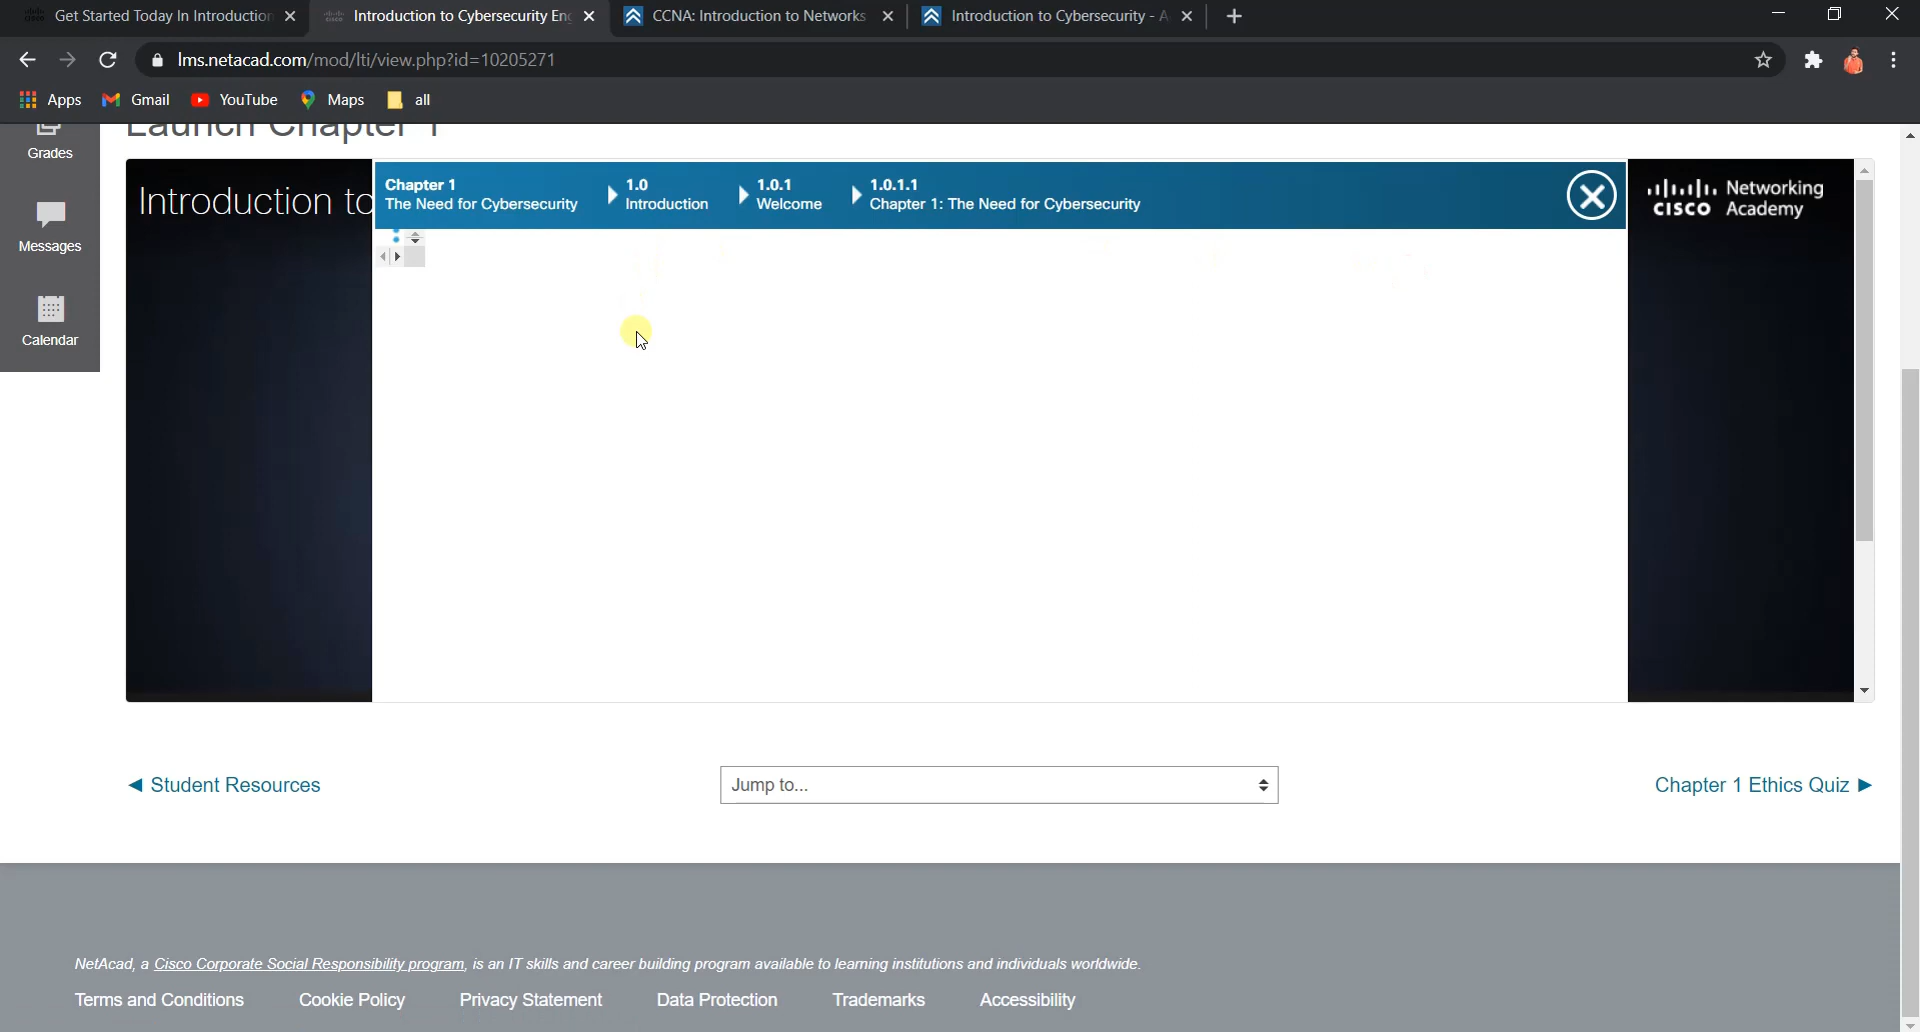 Get Started Today In Introduction
Introduction to Cybersecurity Eng
CCNA: Introduction to Networks
Introduction to Cybersecurity - A
lms.netacad.com/mod/lti/view.php?id=10205271
Apps
Gmail
YouTube
Maps
all
Launch Chapter 1
Grades
Messages
Calendar
Introduction to
Chapter 1
The Need for Cybersecurity
1.0
Introduction
1.0.1
Welcome
1.0.1.1
Chapter 1: The Need for Cybersecurity
CISCO
Networking
Academy
◄ Student Resources
Jump to...
Chapter 1 Ethics Quiz ►
NetAcad, a Cisco Corporate Social Responsibility program, is an IT skills and career building program available to learning institutions and individuals worldwide.
Terms and Conditions
Cookie Policy
Privacy Statement
Data Protection
Trademarks
Accessibility